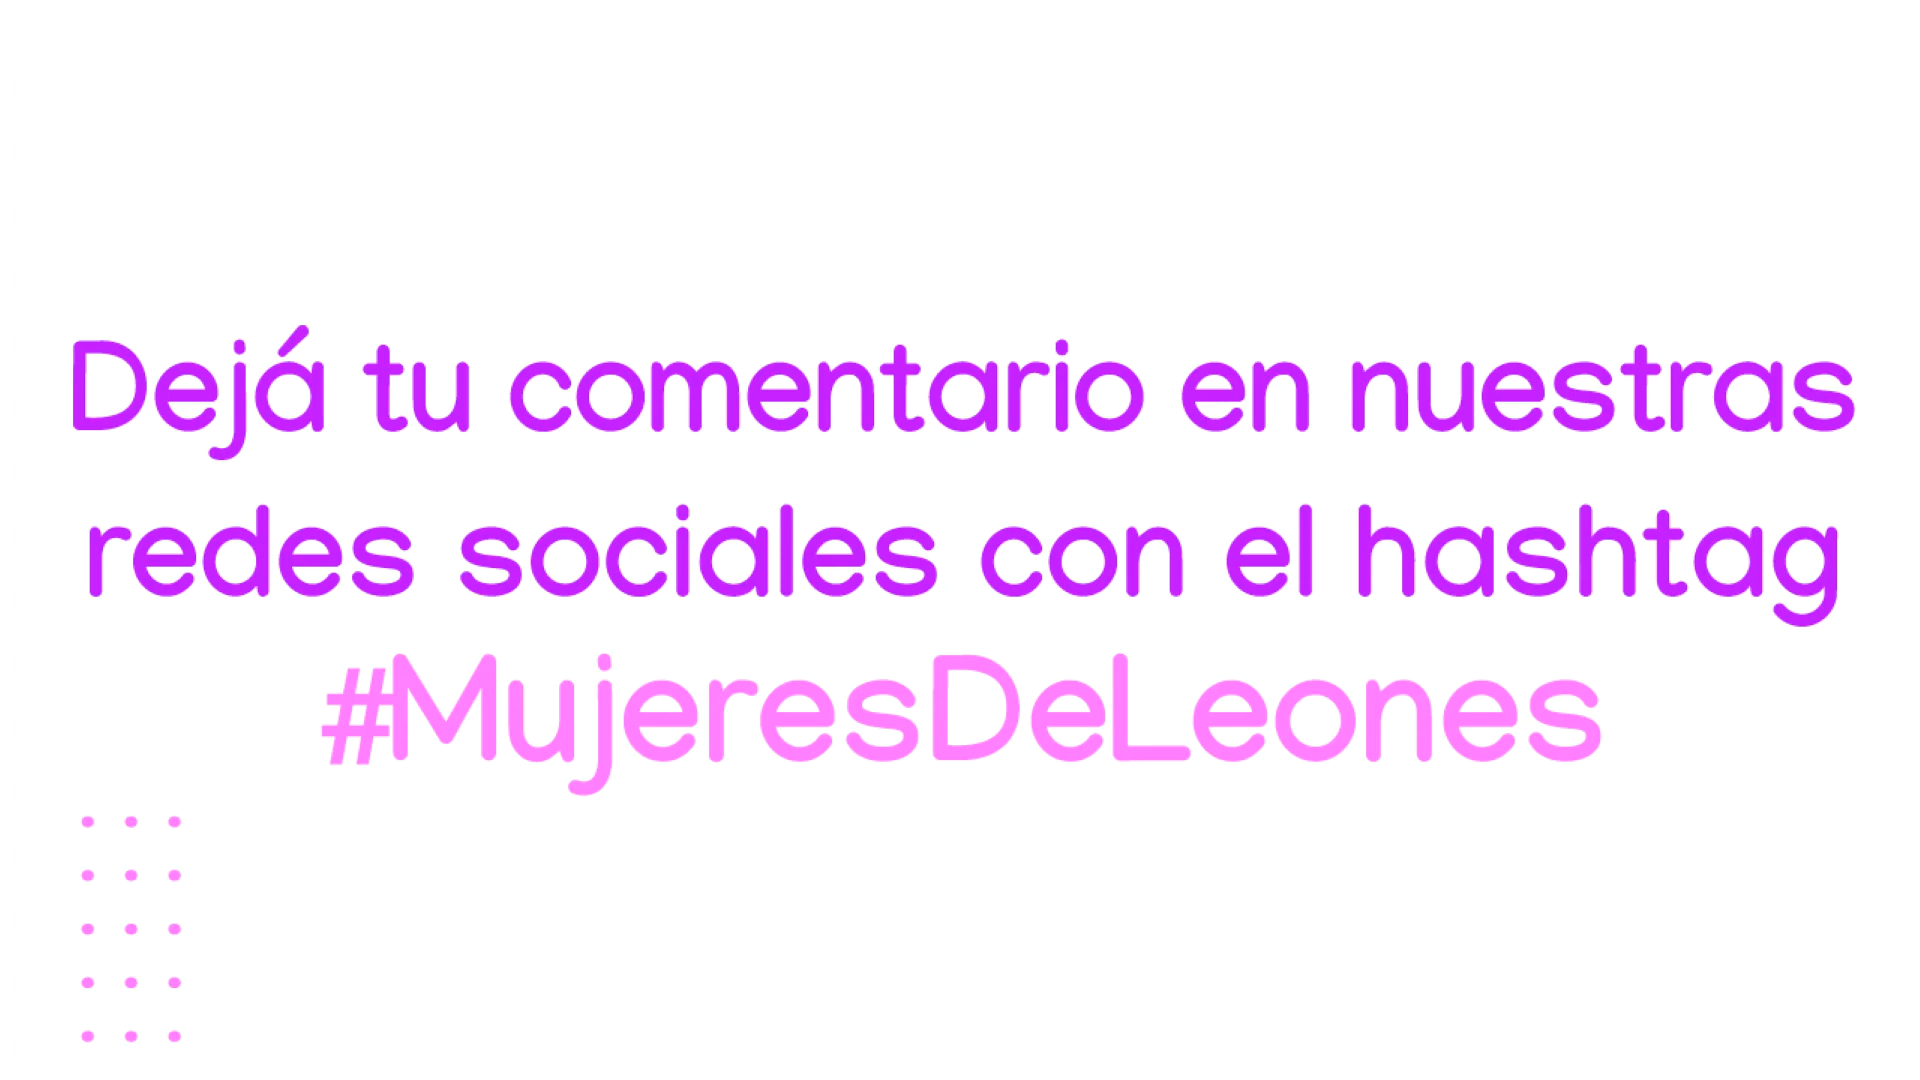 Dejá tu comentario en nuestras
redes sociales con el hashtag
#MujeresDeLeones